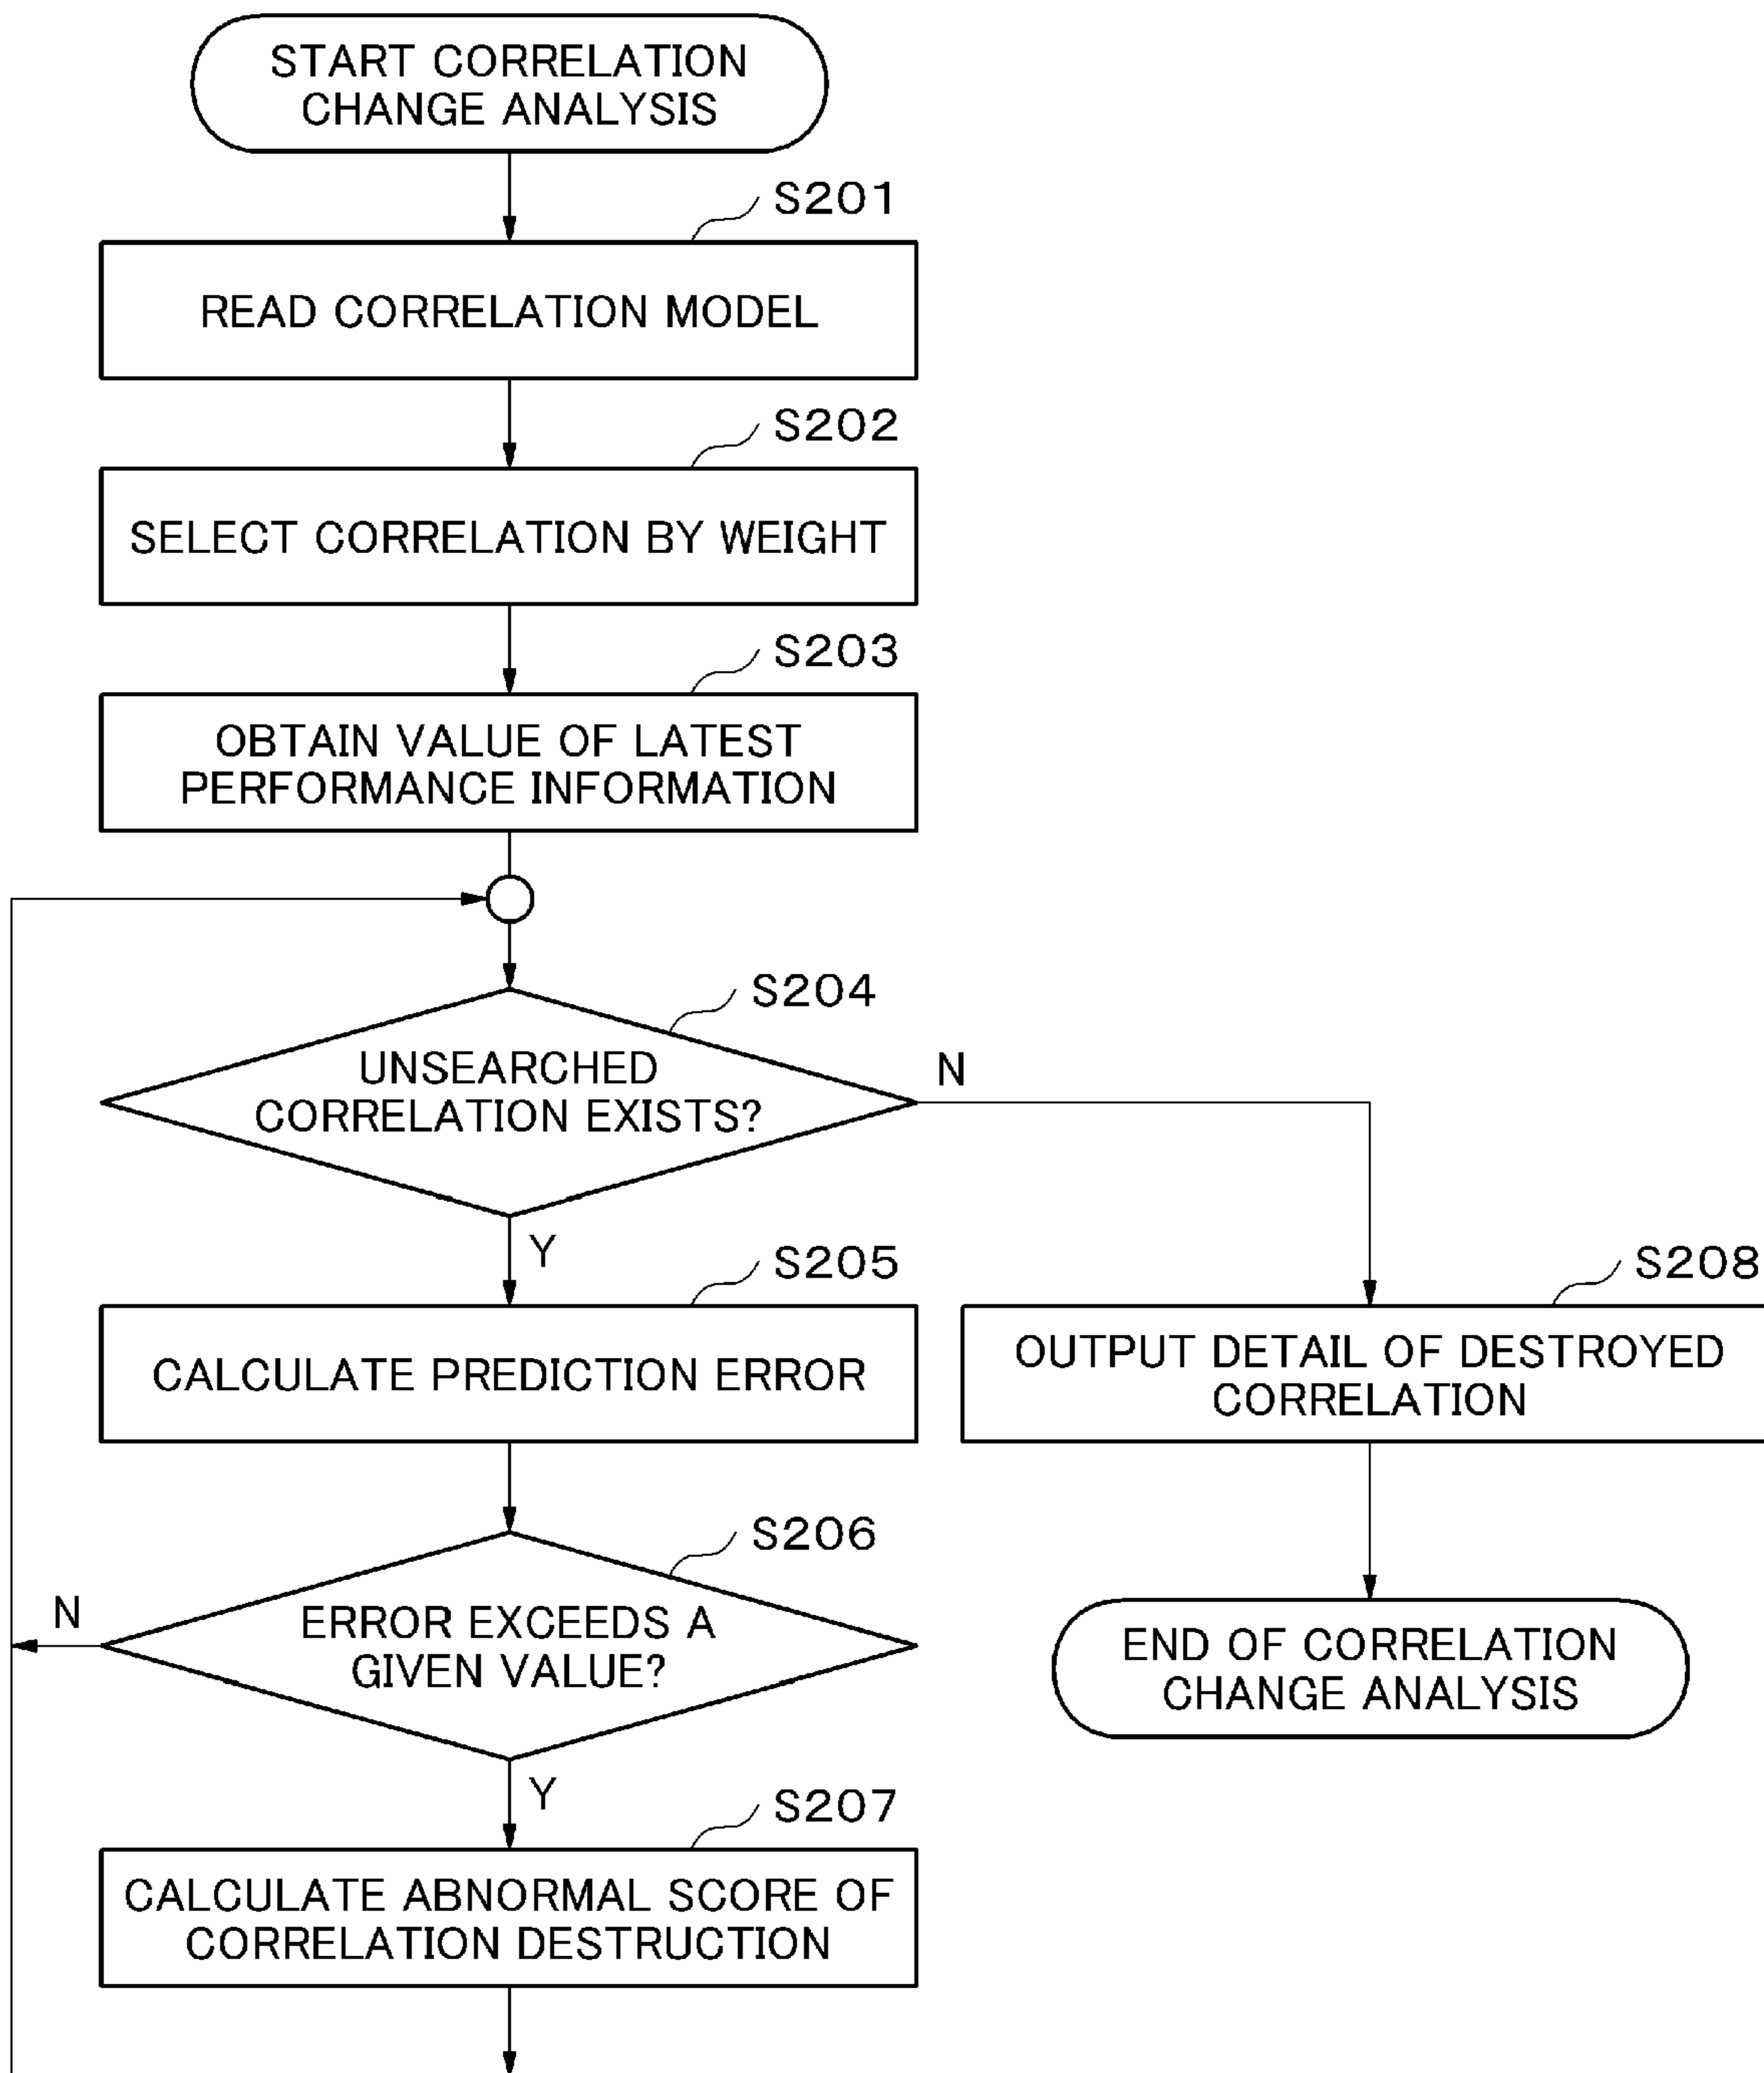 START CORRELATION
CHANGE ANALYSIS
S201
READ CORRELATION MODEL
S202
SELECT CORRELATION BY WEIGHT
S203
OBTAIN VALUE OF LATEST
PERFORMANCE INFORMATION
S204
UNSEARCHED
CORRELATION EXISTS?
N
Y
S205
CALCULATE PREDICTION ERROR
S208
OUTPUT DETAIL OF DESTROYED
CORRELATION
S206
ERROR EXCEEDS A
GIVEN VALUE?
N
Y
END OF CORRELATION
CHANGE ANALYSIS
S207
CALCULATE ABNORMAL SCORE OF
CORRELATION DESTRUCTION